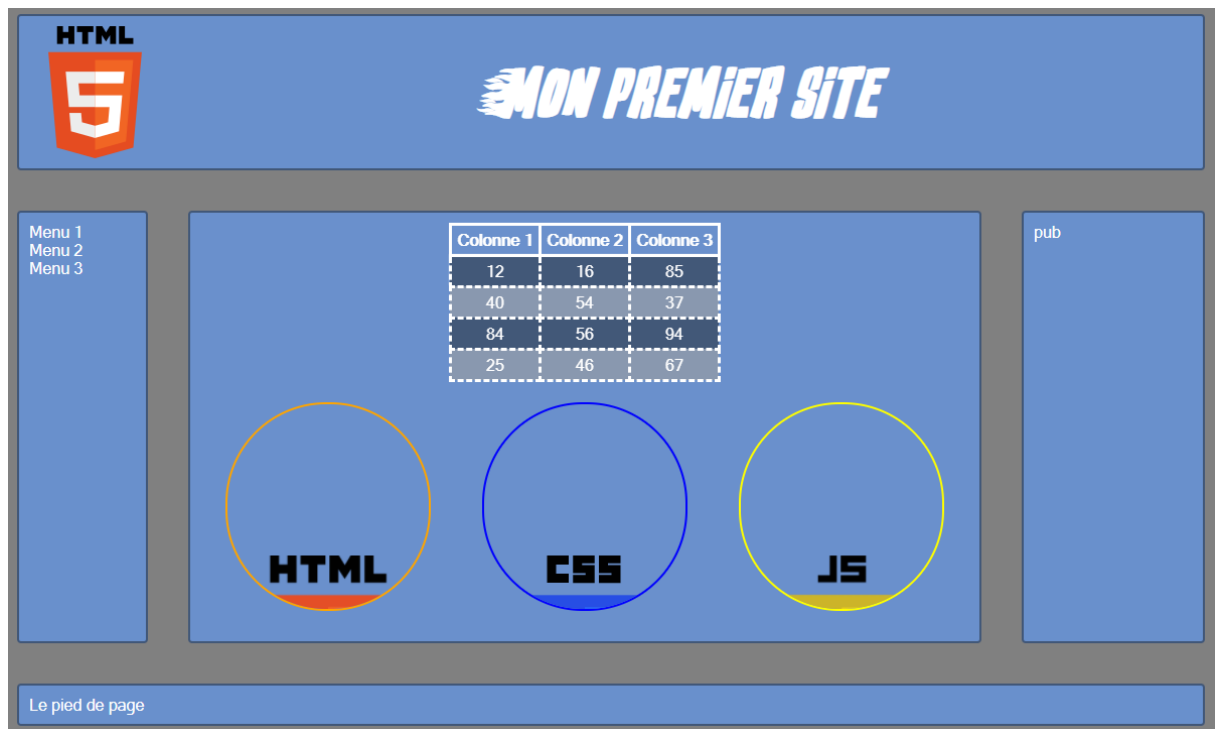 HTML
5
MON PREMiER SiTE
Menu 1
Menu 2
Menu 3
Colonne 1 Colonne 2 Colonne 3
12 16 85
40 54 37
84 56 94
25 46 67
pub
HTML CSS JS
Le pied de page